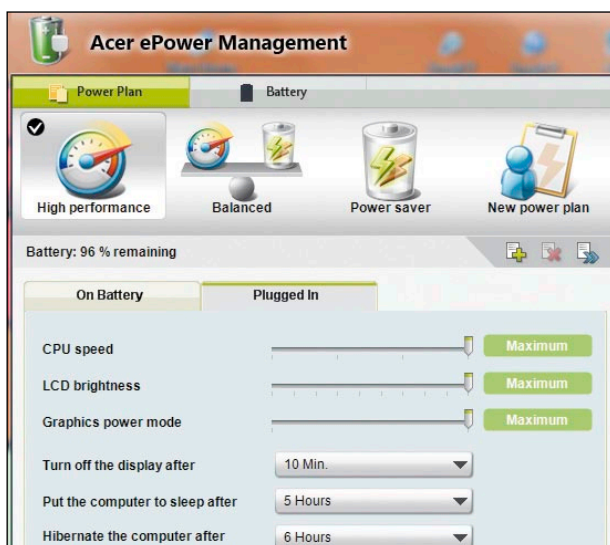 Acer ePower Management
Power Plan Battery
High performance Balanced Power saver New power plan
Battery: 96 % remaining
On Battery Plugged In
CPU speed Maximum
LCD brightness Maximum
Graphics power mode Maximum
Turn off the display after 10 Min.
Put the computer to sleep after 5 Hours
Hibernate the computer after 6 Hours